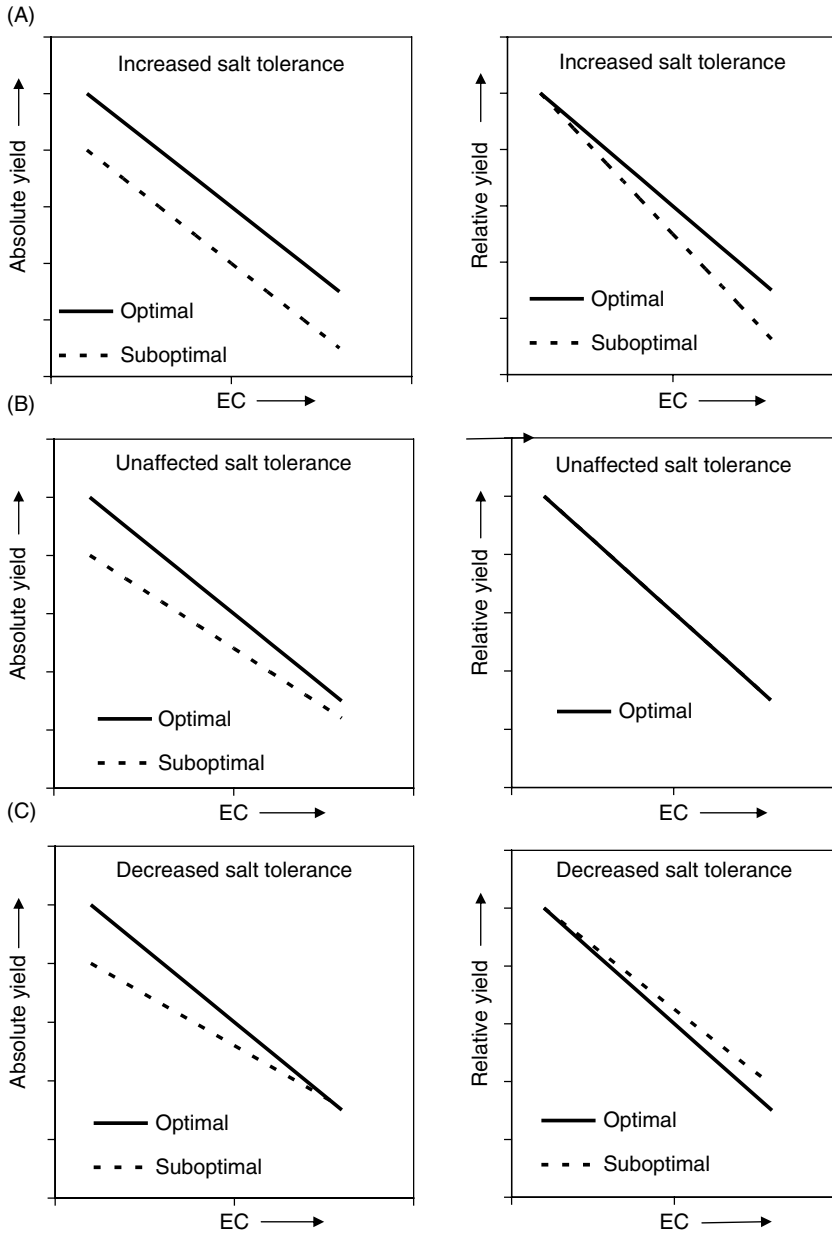 (A)
Increased salt tolerance
Absolute yield
Optimal
Suboptimal
EC
Increased salt tolerance
Relative yield
Optimal
Suboptimal
EC
(B)
Unaffected salt tolerance
Absolute yield
Optimal
Suboptimal
EC
Unaffected salt tolerance
Relative yield
Optimal
EC
(C)
Decreased salt tolerance
Absolute yield
Optimal
Suboptimal
EC
Decreased salt tolerance
Relative yield
Optimal
Suboptimal
EC